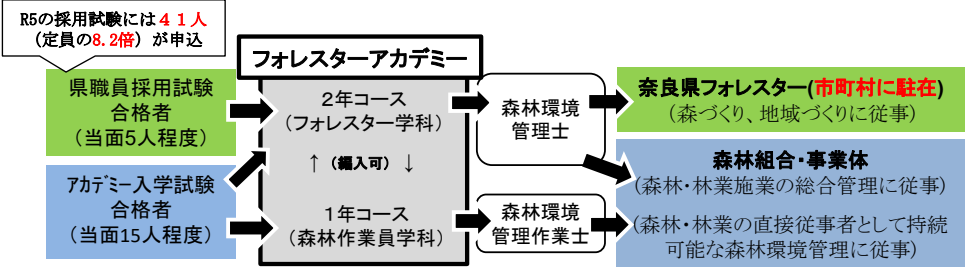 R5の採用試験には４１人
（定員の8.2倍）が申込
フォレスターアカデミー
県職員採用試験
合格者
（当面5人程度）
２年コース
（フォレスター学科）
↑（編入可）↓
アカデミー入学試験
合格者
（当面15人程度）
１年コース
（森林作業員学科）
森林環境
管理士
森林環境
管理作業士
奈良県フォレスター(市町村に駐在)
（森づくり、地域づくりに従事）
森林組合・事業体
（森林・林業施業の総合管理に従事）
（森林・林業の直接従事者として持続
可能な森林環境管理に従事）